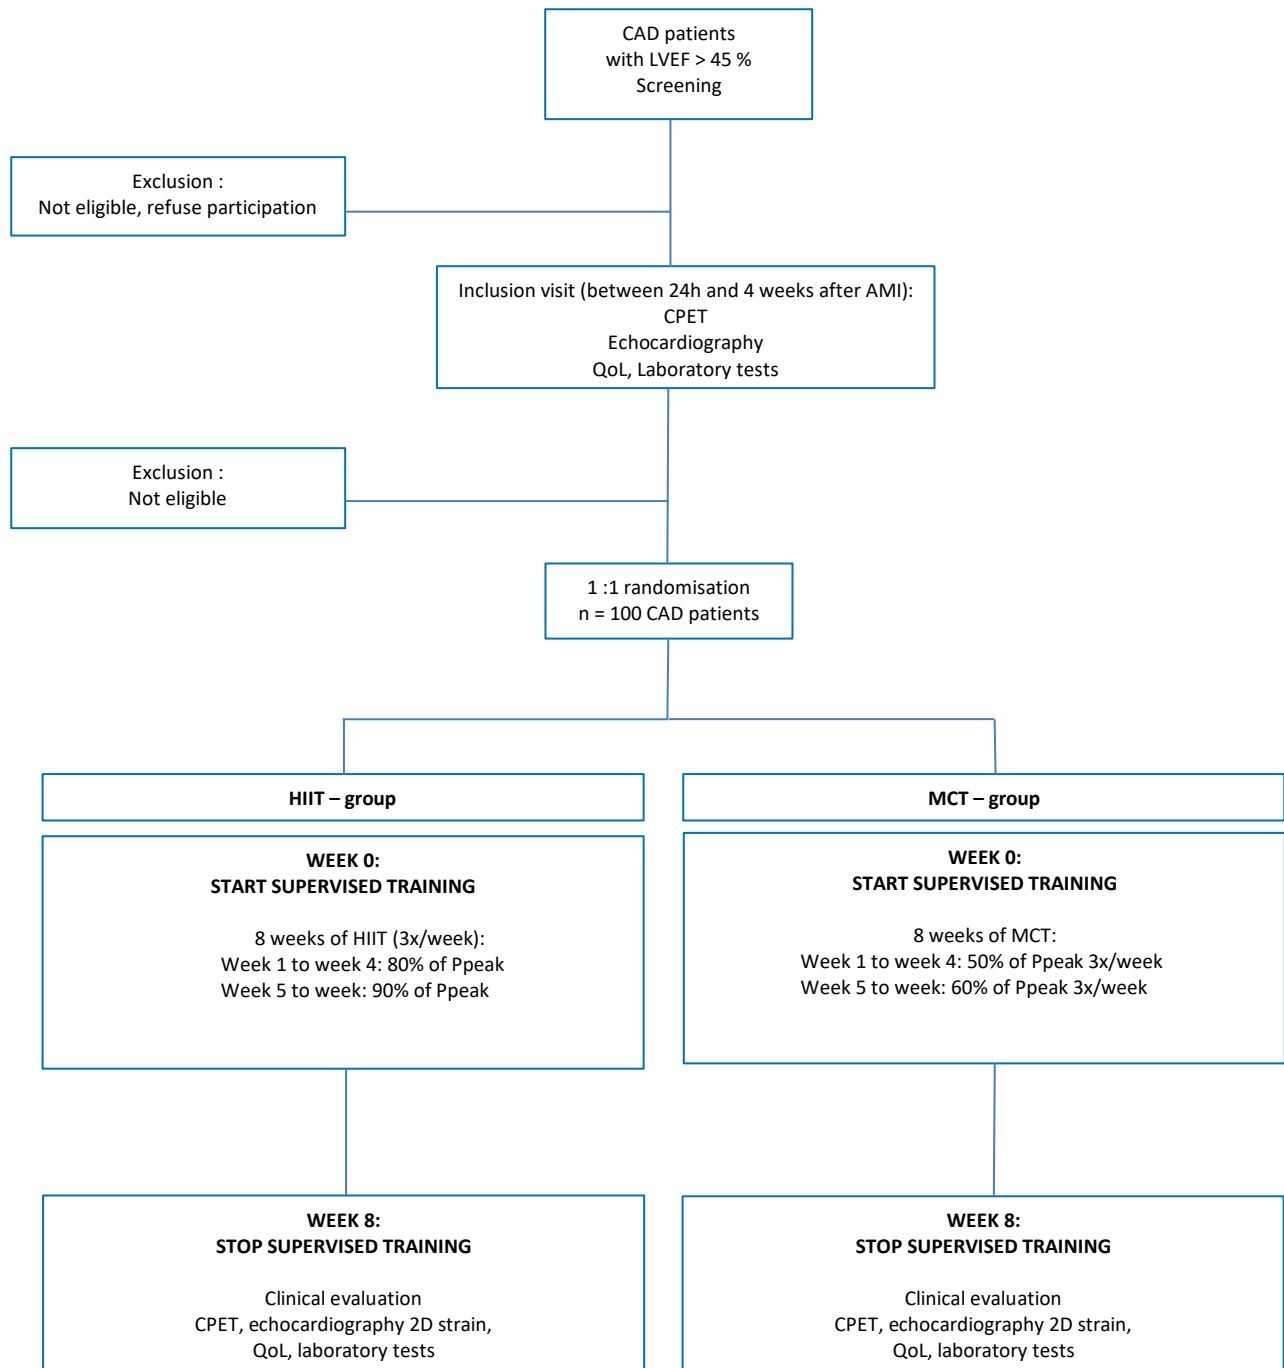 CAD patients
with LVEF > 45 %
Screening
Exclusion :
Not eligible, refuse participation
Inclusion visit (between 24h and 4 weeks after AMI):
CPET
Echocardiography
QoL, Laboratory tests
Exclusion :
Not eligible
1 :1 randomisation
n = 100 CAD patients
HIIT – group
WEEK 0:
START SUPERVISED TRAINING
8 weeks of HIIT (3x/week):
Week 1 to week 4: 80% of Ppeak
Week 5 to week: 90% of Ppeak
WEEK 8:
STOP SUPERVISED TRAINING
Clinical evaluation
CPET, echocardiography 2D strain,
QoL, laboratory tests
MCT – group
WEEK 0:
START SUPERVISED TRAINING
8 weeks of MCT:
Week 1 to week 4: 50% of Ppeak 3x/week
Week 5 to week: 60% of Ppeak 3x/week
WEEK 8:
STOP SUPERVISED TRAINING
Clinical evaluation
CPET, echocardiography 2D strain,
QoL, laboratory tests